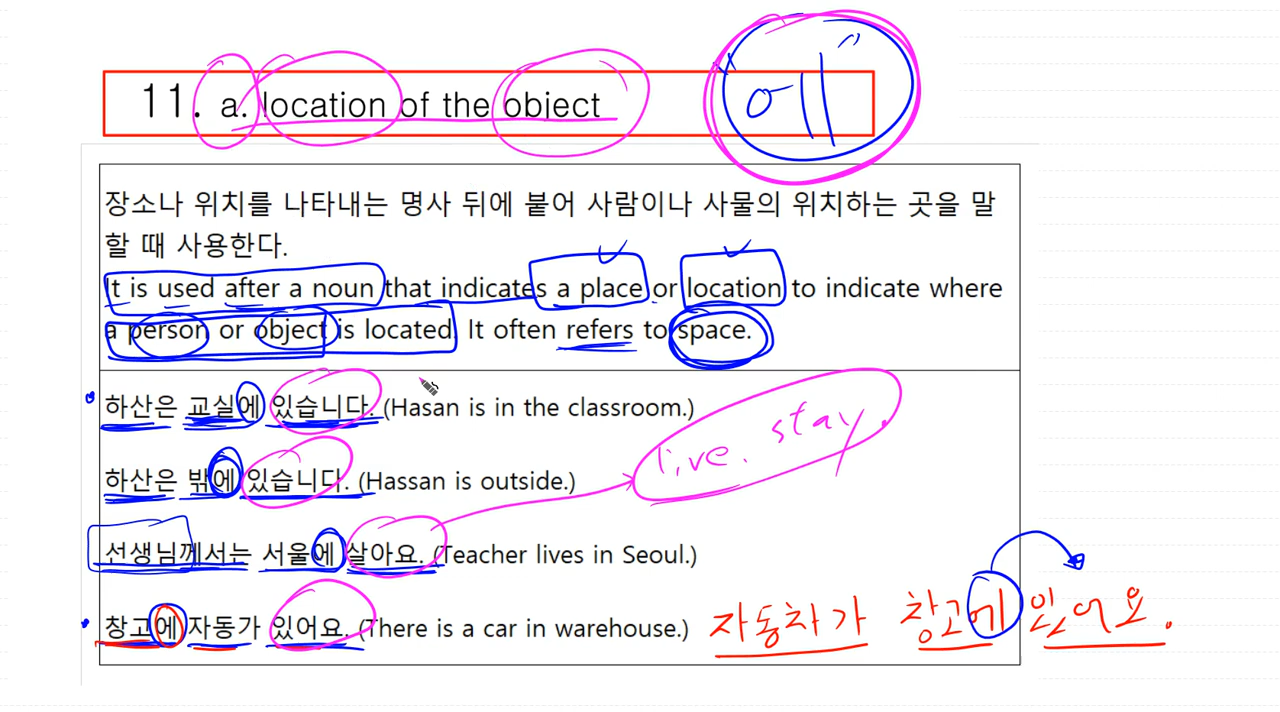 11. a. location of the object
에
장소나 위치를 나타내는 명사 뒤에 붙어 사람이나 사물의 위치하는 곳을 말
할 때 사용한다.
It is used after a noun that indicates a place or location to indicate where
a person or object is located. It often refers to space.
하산은 교실에 있습니다. (Hasan is in the classroom.)
하산은 밖에 있습니다. (Hassan is outside.)
live. stay.
선생님께서는 서울에 살아요. (Teacher lives in Seoul.)
창고에 자동가 있어요. (There is a car in warehouse.)
자동차가 창고에 있어요.